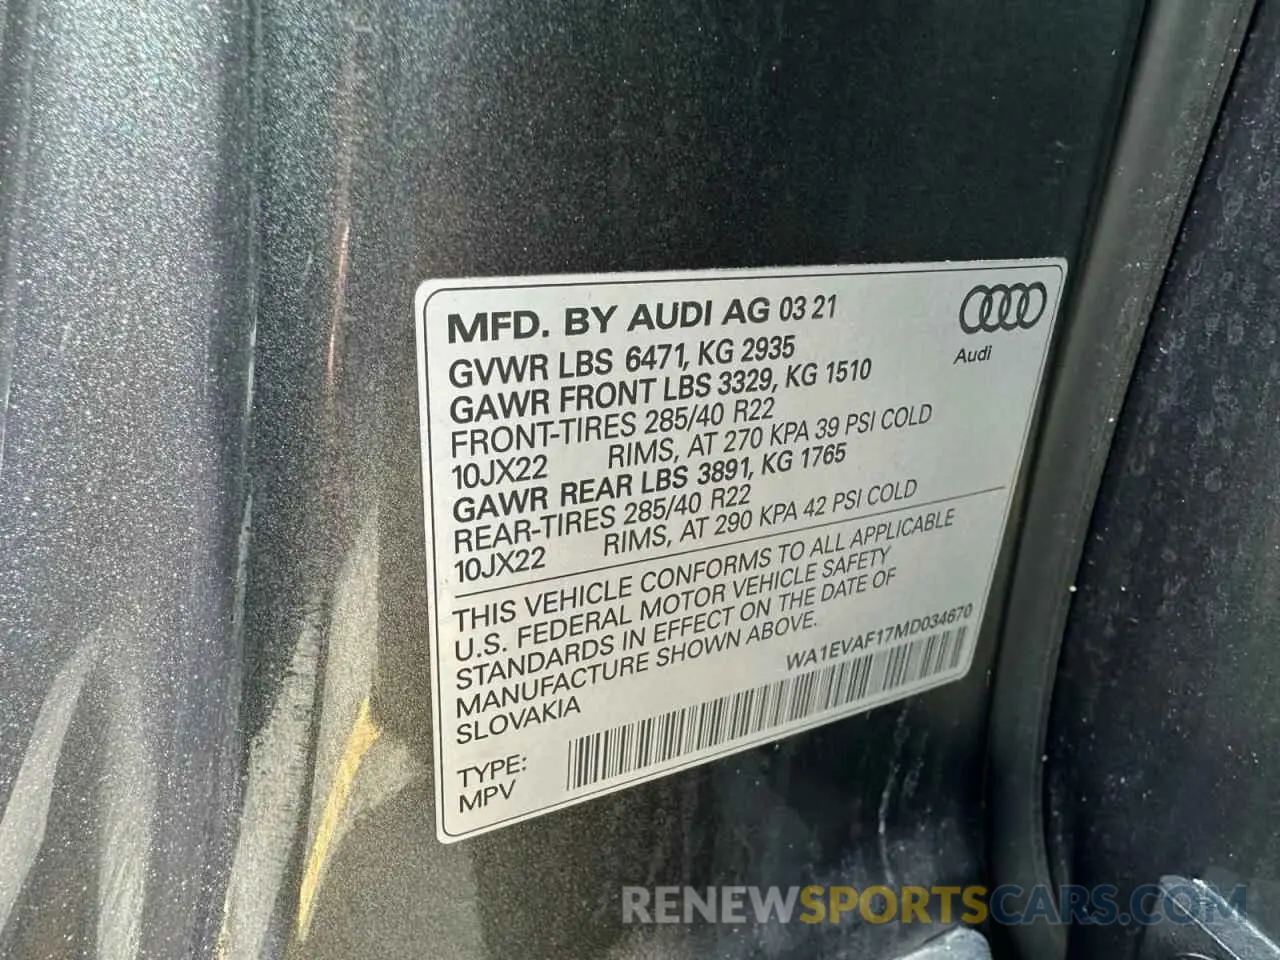 MFD. BY AUDI AG 03 21
GVWR LBS 6471, KG 2935
GAWR FRONT LBS 3329, KG 1510
FRONT-TIRES 285/40 R22
10JX22 RIMS, AT 270 KPA 39 PSI COLD
GAWR REAR LBS 3891, KG 1765
REAR-TIRES 285/40 R22
10JX22 RIMS, AT 290 KPA 42 PSI COLD
Audi
THIS VEHICLE CONFORMS TO ALL APPLICABLE
U.S. FEDERAL MOTOR VEHICLE SAFETY
STANDARDS IN EFFECT ON THE DATE OF
MANUFACTURE SHOWN ABOVE.
SLOVAKIA
WA1EVAF17MD034670
TYPE:
MPV
RENEWSPORTSCARS.COM